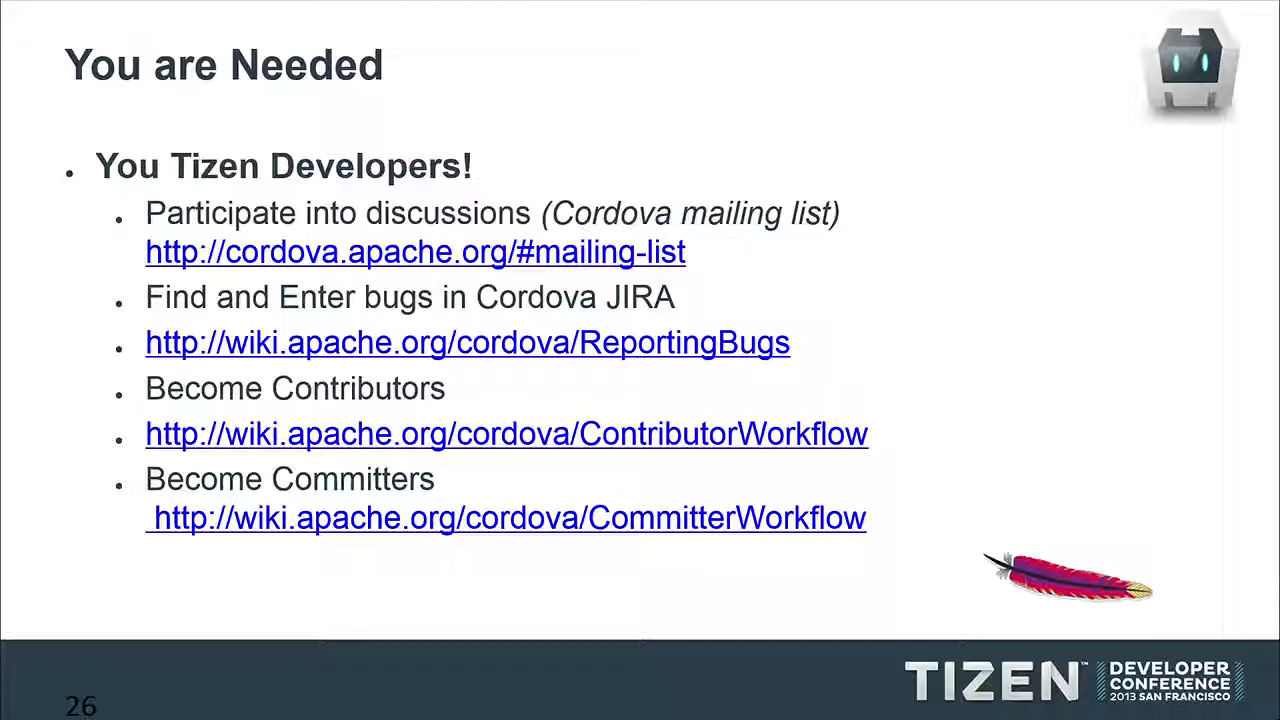 You are Needed
You Tizen Developers!
Participate into discussions (Cordova mailing list)
http://cordova.apache.org/#mailing-list
Find and Enter bugs in Cordova JIRA
http://wiki.apache.org/cordova/ReportingBugs
Become Contributors
http://wiki.apache.org/cordova/ContributorWorkflow
Become Committers
http://wiki.apache.org/cordova/CommitterWorkflow
TIZEN™
DEVELOPER
CONFERENCE
2013 SAN FRANCISCO
26